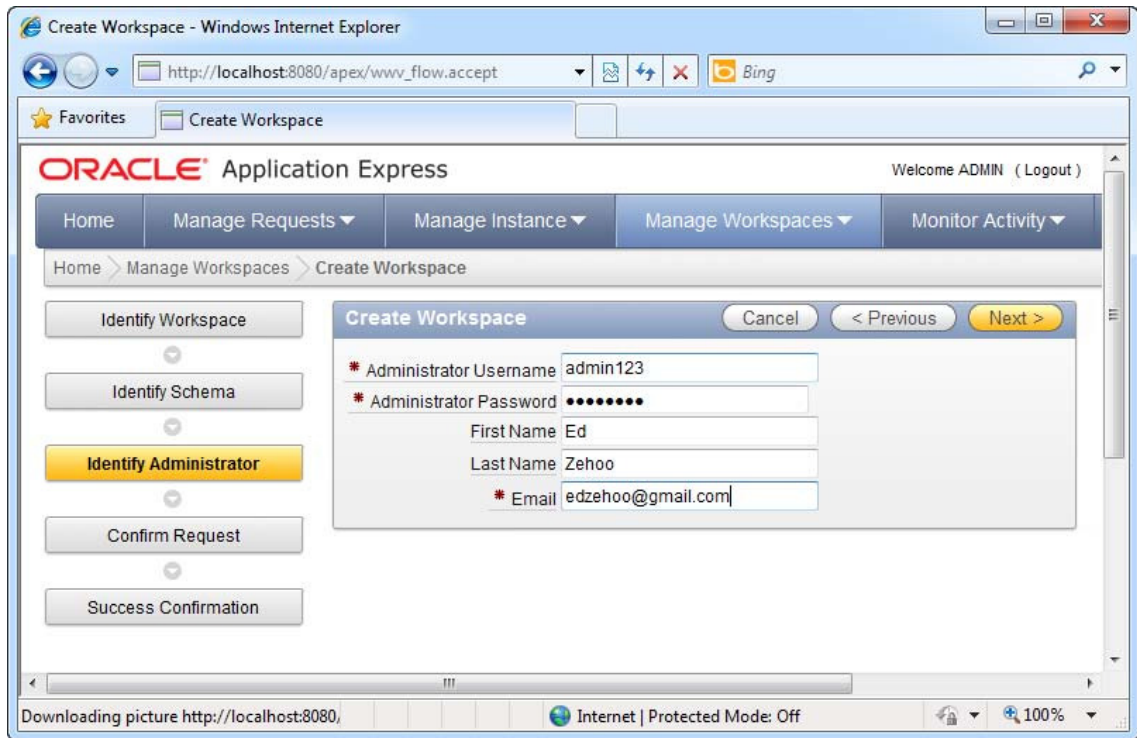 Create Workspace - Windows Internet Explorer
http://localhost:8080/apex/wwv_flow.accept
Bing
Favorites
Create Workspace
ORACLE Application Express
Welcome ADMIN ( Logout )
Home
Manage Requests
Manage Instance
Manage Workspaces
Monitor Activity
Home
Manage Workspaces
Create Workspace
Identify Workspace
Identify Schema
Identify Administrator
Confirm Request
Success Confirmation
Create Workspace
Cancel
< Previous
Next >
* Administrator Username admin123
* Administrator Password ••••••••
First Name Ed
Last Name Zehoo
* Email edzehoo@gmail.com
Downloading picture http://localhost:8080/
Internet | Protected Mode: Off
100%